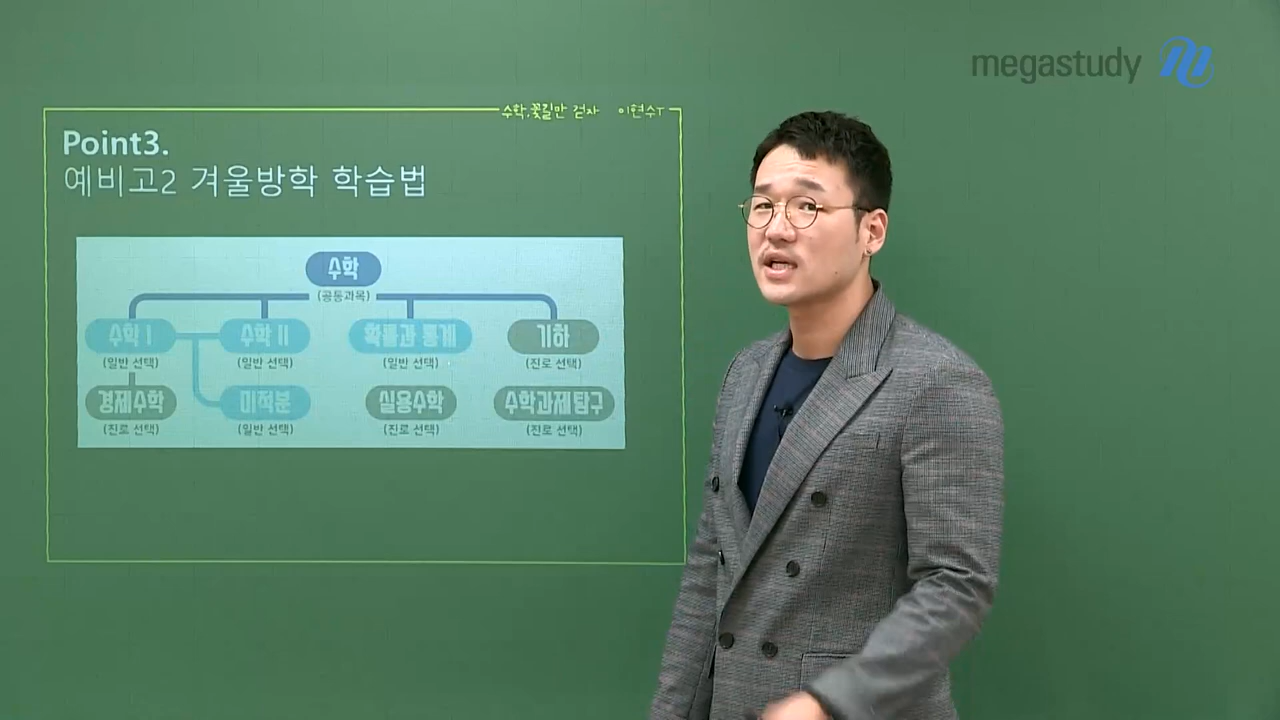 megastudy
수학, 꽃길만 걷자 이현수T
Point3.
예비고2 겨울방학 학습법
수학
(공통과목)
수학 I 수학 II 확률과 통계 기하
(일반 선택) (일반 선택) (일반 선택) (진로 선택)
경제수학 미적분 실용수학 수학과제탐구
(진로 선택) (일반 선택) (진로 선택) (진로 선택)